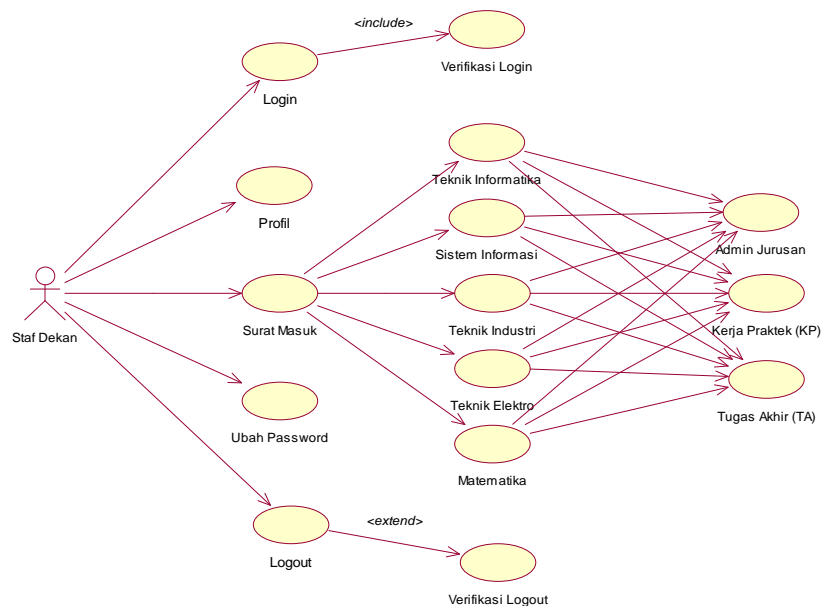 <include>
Verifikasi Login
Login
Teknik Informatika
Profil
Sistem Informasi
Admin Jurusan
Staf Dekan
Surat Masuk
Teknik Industri
Kerja Praktek (KP)
Teknik Elektro
Tugas Akhir (TA)
Ubah Password
Matematika
<extend>
Logout
Verifikasi Logout